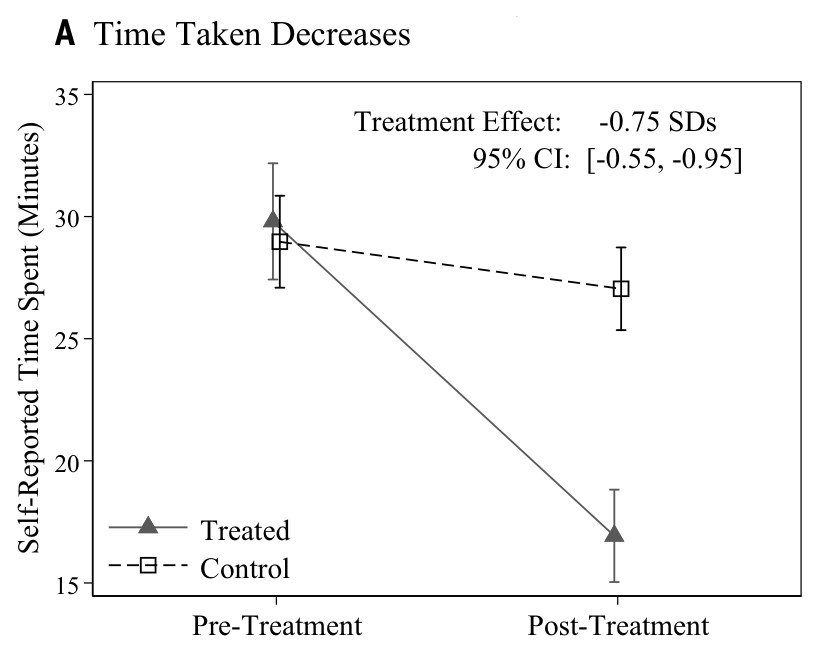 A Time Taken Decreases
Treatment Effect: -0.75 SDs
95% CI: [-0.55, -0.95]
Self-Reported Time Spent (Minutes)
35
30
25
20
15
Treated
Control
Pre-Treatment
Post-Treatment